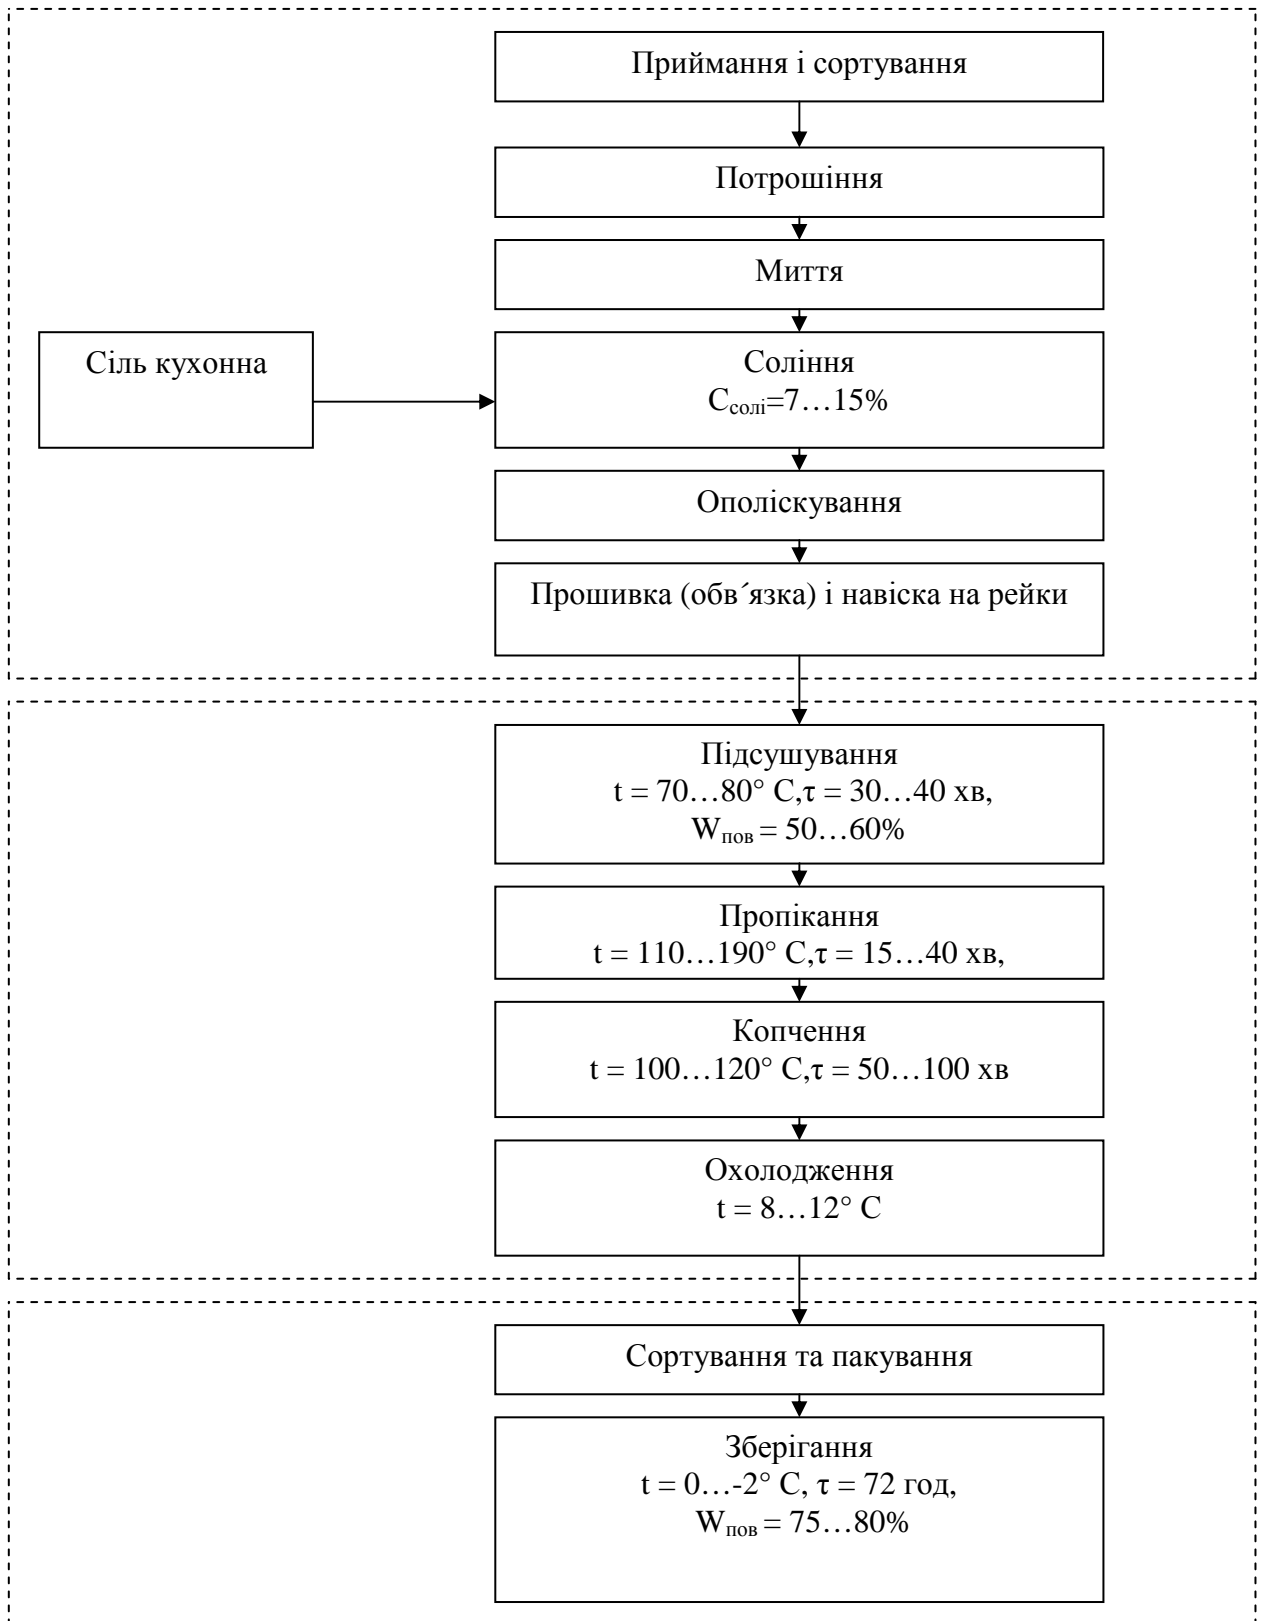 Приймання і сортування
Потрошіння
Миття
Сіль кухонна
Соління
Ссолі=7…15%
Ополіскування
Прошивка (обв´язка) і навіска на рейки
Підсушування
t = 70…80° С,τ = 30…40 хв,
Wпов = 50…60%
Пропікання
t = 110…190° С,τ = 15…40 хв,
Копчення
t = 100…120° С,τ = 50…100 хв
Охолодження
t = 8…12° С
Сортування та пакування
Зберігання
t = 0…-2° С, τ = 72 год,
Wпов = 75…80%